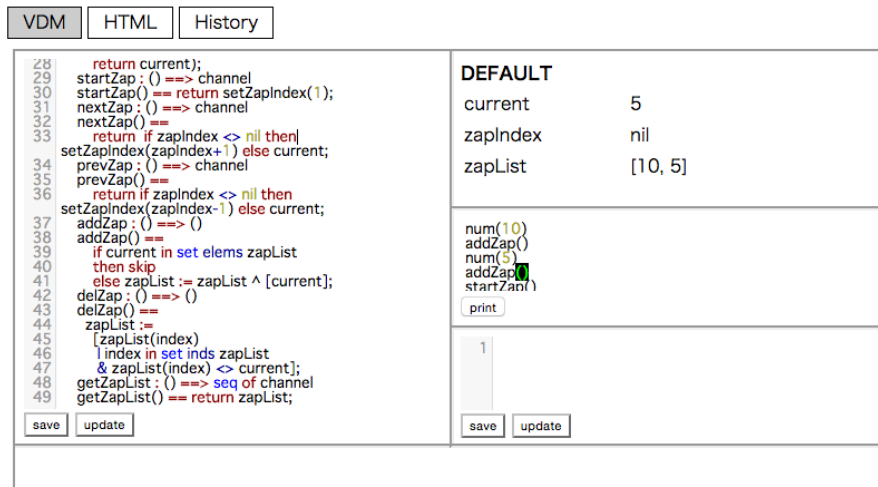 VDM HTML History
28 return current);
29 startZap : () ==> channel
30 startZap() == return setZapIndex(1);
31 nextZap : () ==> channel
32 nextZap() ==
33 return if zapIndex <> nil then
setZapIndex(zapIndex+1) else current;
34 prevZap : () ==> channel
35 prevZap() ==
36 return if zapIndex <> nil then
setZapIndex(zapIndex-1) else current;
37 addZap : () ==> ()
38 addZap() ==
39 if current in set elems zapList
40 then skip
41 else zapList := zapList ^ [current];
42 delZap : () ==> ()
43 delZap() ==
44 zapList :=
45 [zapList(index)
46 | index in set inds zapList
47 & zapList(index) <> current];
48 getZapList : () ==> seq of channel
49 getZapList() == return zapList;
save update
DEFAULT
current 5
zapIndex nil
zapList [10, 5]
num(10)
addZap()
num(5)
addZap()
startZap()
print
1
save update